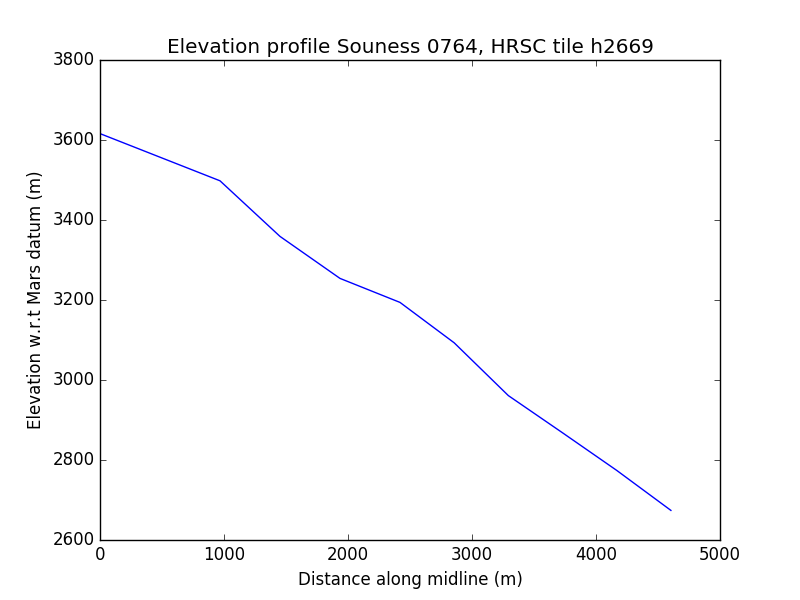 Elevation profile Souness 0764, HRSC tile h2669
3800
3600
3400
3200
3000
2800
2600
Elevation w.r.t Mars datum (m)
0 1000 2000 3000 4000 5000
Distance along midline (m)